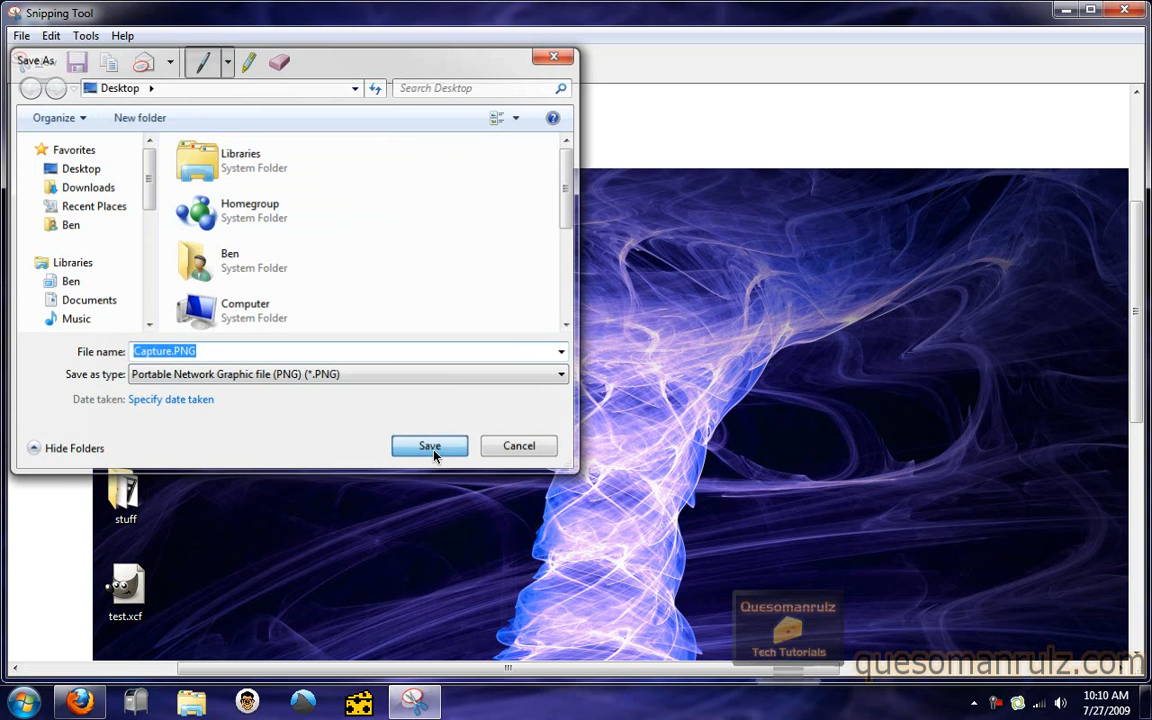 Snipping Tool
File Edit Tools Help
Save As
Desktop
Search Desktop
Organize New folder
Favorites
Desktop
Downloads
Recent Places
Ben
Libraries
Ben
Documents
Music
Libraries
System Folder
Homegroup
System Folder
Ben
System Folder
Computer
System Folder
File name: Capture.PNG
Save as type: Portable Network Graphic file (PNG) (*.PNG)
Date taken: Specify date taken
Hide Folders
Save Cancel
stuff
test.xcf
Quesomanrulz
Tech Tutorials
quesomanrulz.com
10:10 AM
7/27/2009